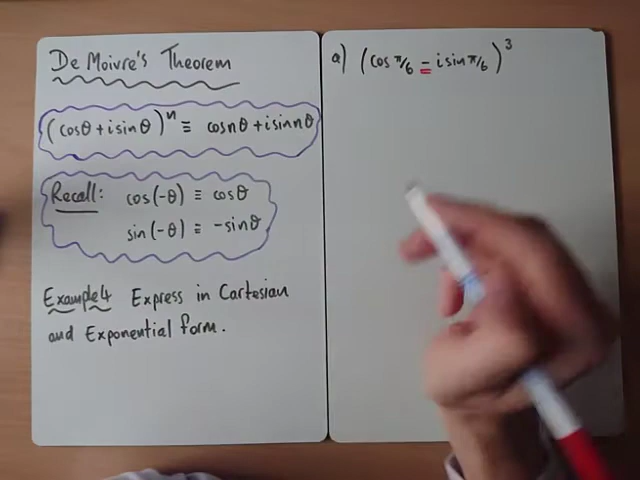 De Moivre's Theorem
(cosθ + isinθ)ⁿ ≡ cosnθ + isinnθ
Recall: cos(-θ) ≡ cosθ
sin(-θ) ≡ -sinθ
Example 4 Express in Cartesian
and Exponential form.
a) (cos π/6 - isin π/6)³